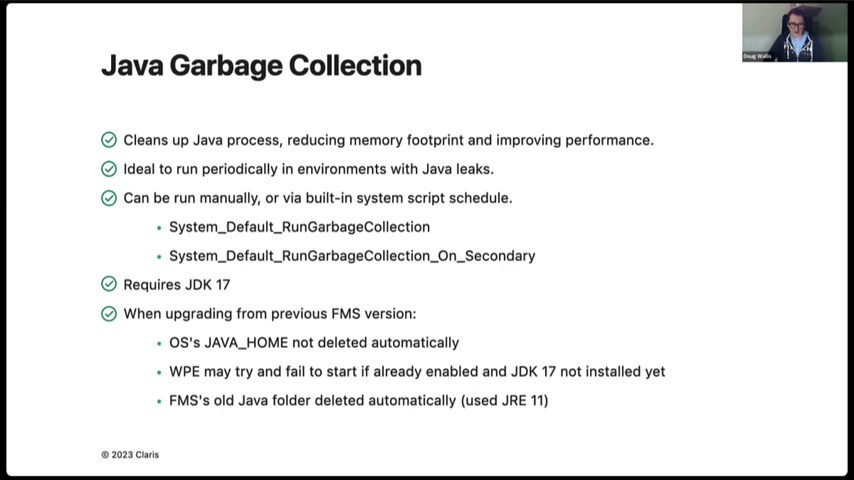 Java Garbage Collection
Cleans up Java process, reducing memory footprint and improving performance.
Ideal to run periodically in environments with Java leaks.
Can be run manually, or via built-in system script schedule.
• System_Default_RunGarbageCollection
• System_Default_RunGarbageCollection_On_Secondary
Requires JDK 17
When upgrading from previous FMS version:
• OS's JAVA_HOME not deleted automatically
• WPE may try and fail to start if already enabled and JDK 17 not installed yet
• FMS's old Java folder deleted automatically (used JRE 11)
© 2023 Claris
Doug Wallis